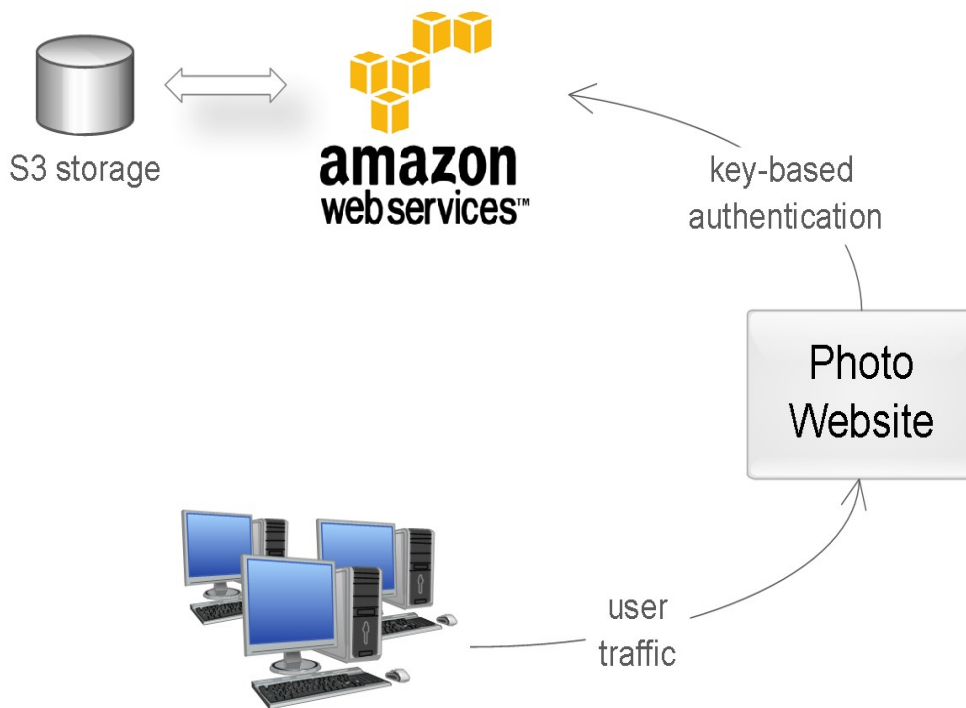 S3 storage
amazon
webservices™
key-based
authentication
Photo
Website
user
traffic